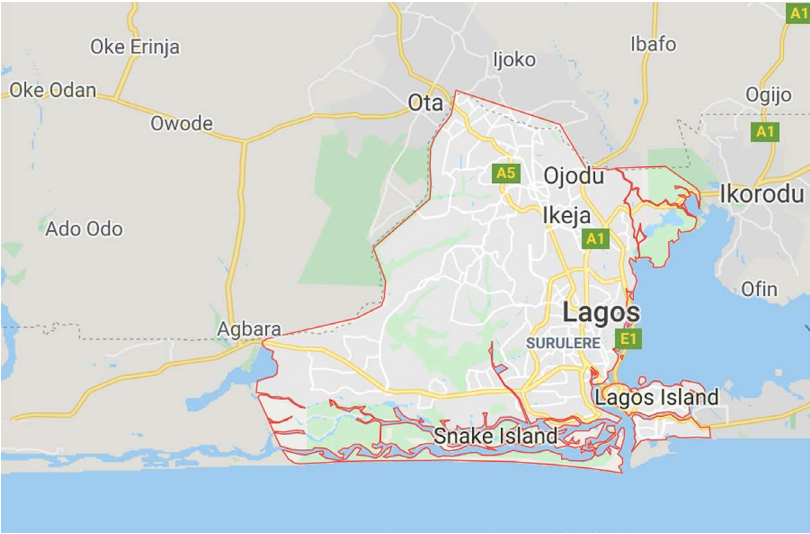 A1
Oke Erinja
Ibafo
Ijoko
Oke Odan
Ogijo
Ota
Owode
A1
A5
Ojodu
Ikorodu
Ikeja
Ado Odo
A1
Ofin
Lagos
Agbara
E1
SURULERE
Lagos Island
Snake Island